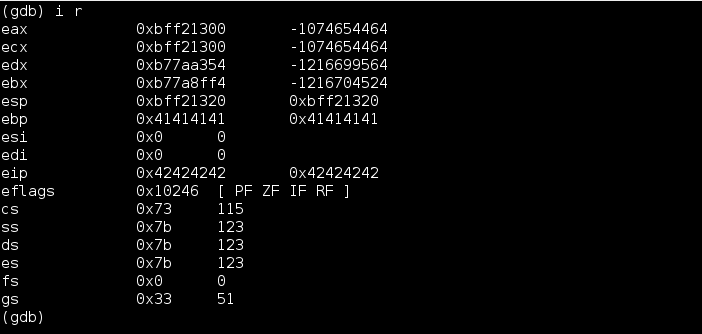 (gdb) i r
eax            0xbff21300       -1074654464
ecx            0xbff21300       -1074654464
edx            0xb77aa354       -1216699564
ebx            0xb77a8ff4       -1216704524
esp            0xbff21320       0xbff21320
ebp            0x41414141       0x41414141
esi            0x0      0
edi            0x0      0
eip            0x42424242       0x42424242
eflags         0x10246  [ PF ZF IF RF ]
cs             0x73     115
ss             0x7b     123
ds             0x7b     123
es             0x7b     123
fs             0x0      0
gs             0x33     51
(gdb)